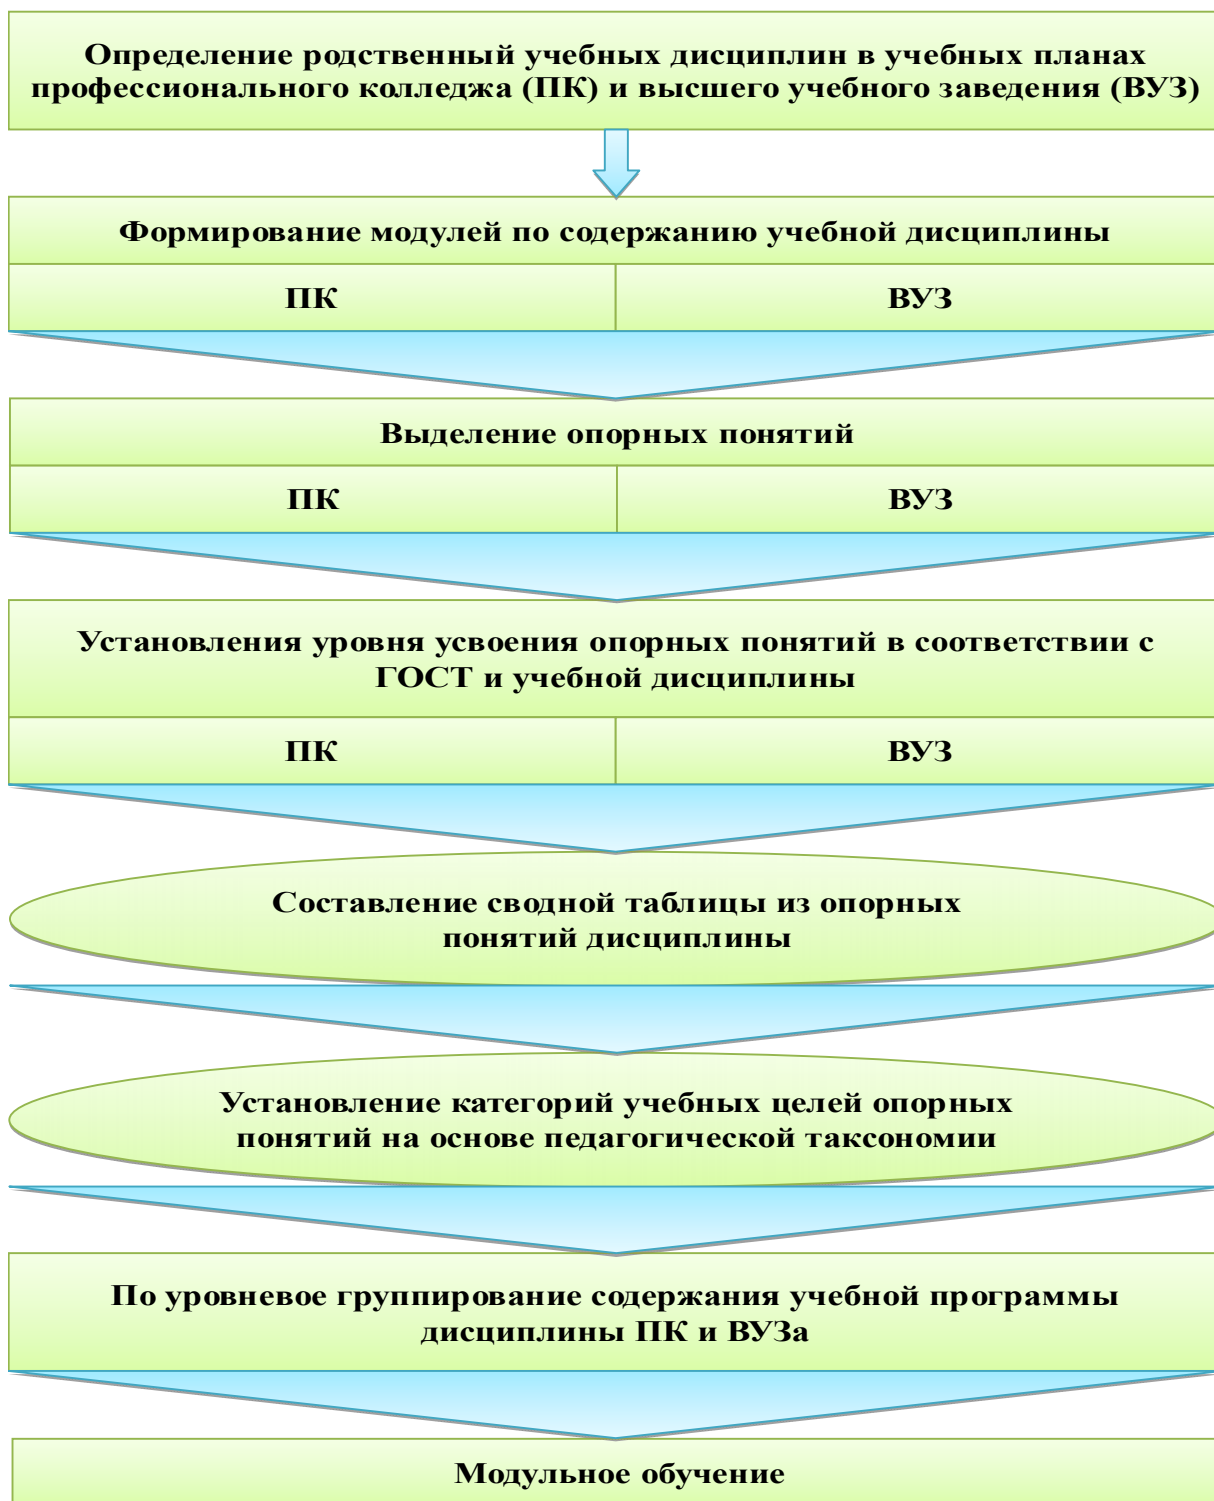 Определение родственный учебных дисциплин в учебных планах
профессионального колледжа (ПК) и высшего учебного заведения (ВУЗ)
Формирование модулей по содержанию учебной дисциплины
ПК
ВУЗ
Выделение опорных понятий
ПК
ВУЗ
Установления уровня усвоения опорных понятий в соответствии с
ГОСТ и учебной дисциплины
ПК
ВУЗ
Составление сводной таблицы из опорных
понятий дисциплины
Установление категорий учебных целей опорных
понятий на основе педагогической таксономии
По уровневое группирование содержания учебной программы
дисциплины ПК и ВУЗа
Модульное обучение